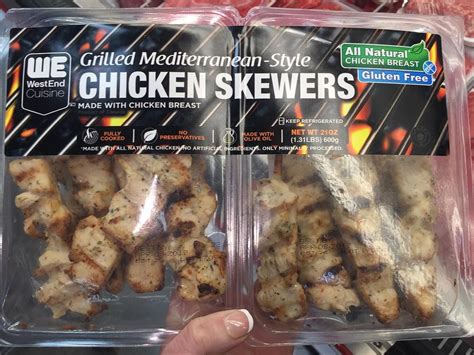 WE
WestEnd
Cuisine
Grilled Mediterranean-Style
CHICKEN SKEWERS
MADE WITH CHICKEN BREAST
All Natural*
CHICKEN BREAST
Gluten Free
KEEP REFRIGERATED
FULLY
COOKED
NO
PRESERVATIVES
MADE WITH
OLIVE OIL
NET WT 21OZ
(1.31LBS) 600g
*MADE WITH ALL NATURAL CHICKEN. NO ARTIFICIAL INGREDIENTS. ONLY MINIMALLY PROCESSED.